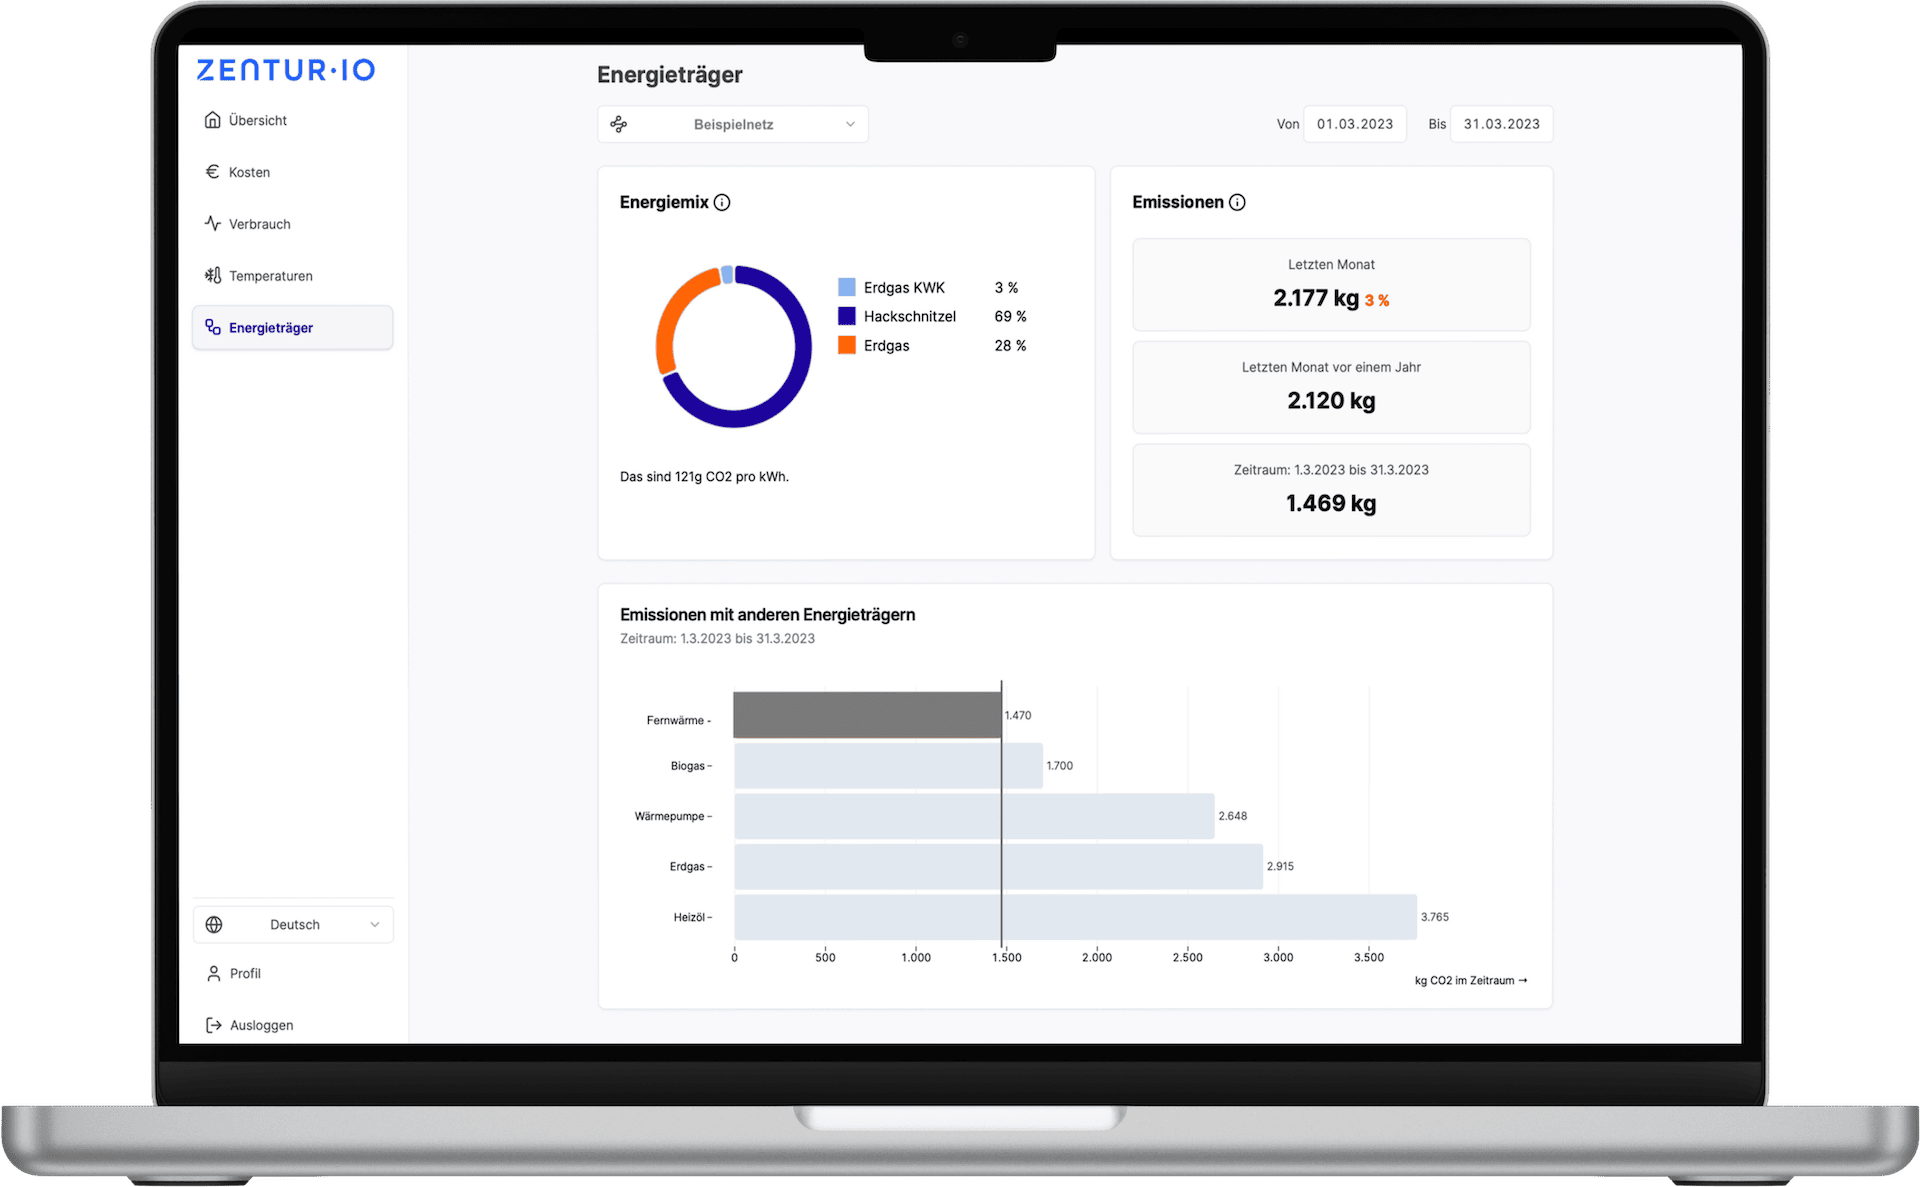 ZENTUR·IO
Übersicht
Kosten
Verbrauch
Temperaturen
Energieträger
Deutsch
Profil
Ausloggen
Energieträger
Beispielnetz
Von 01.03.2023 Bis 31.03.2023
Energiemix
Erdgas KWK 3 %
Hackschnitzel 69 %
Erdgas 28 %
Das sind 121g CO2 pro kWh.
Emissionen
Letzten Monat
2.177 kg 3 %
Letzten Monat vor einem Jahr
2.120 kg
Zeitraum: 1.3.2023 bis 31.3.2023
1.469 kg
Emissionen mit anderen Energieträgern
Zeitraum: 1.3.2023 bis 31.3.2023
Fernwärme 1.470
Biogas 1.700
Wärmepumpe 2.648
Erdgas 2.915
Heizöl 3.765
0 500 1.000 1.500 2.000 2.500 3.000 3.500
kg CO2 im Zeitraum →